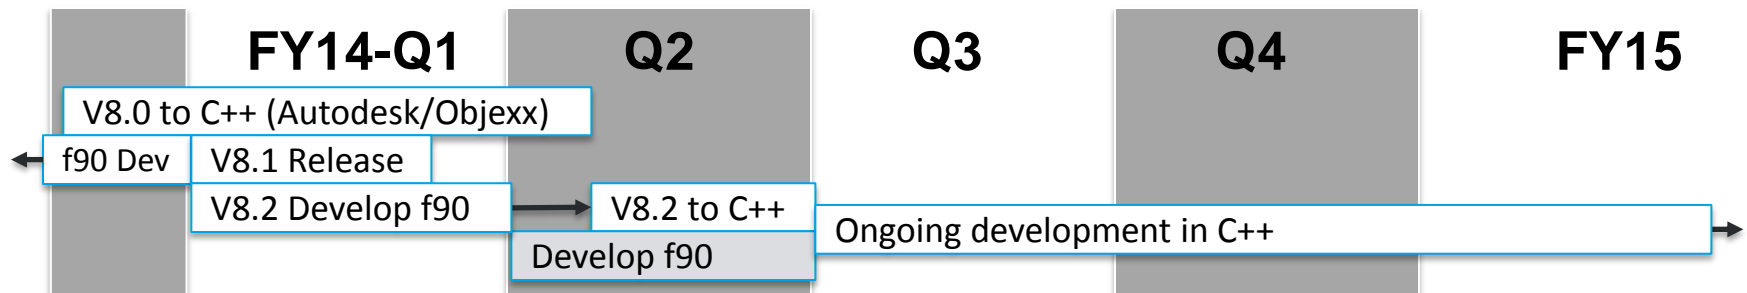 FY14-Q1 Q2 Q3 Q4 FY15
V8.0 to C++ (Autodesk/Objexx)
f90 Dev V8.1 Release
V8.2 Develop f90 V8.2 to C++
Ongoing development in C++
Develop f90